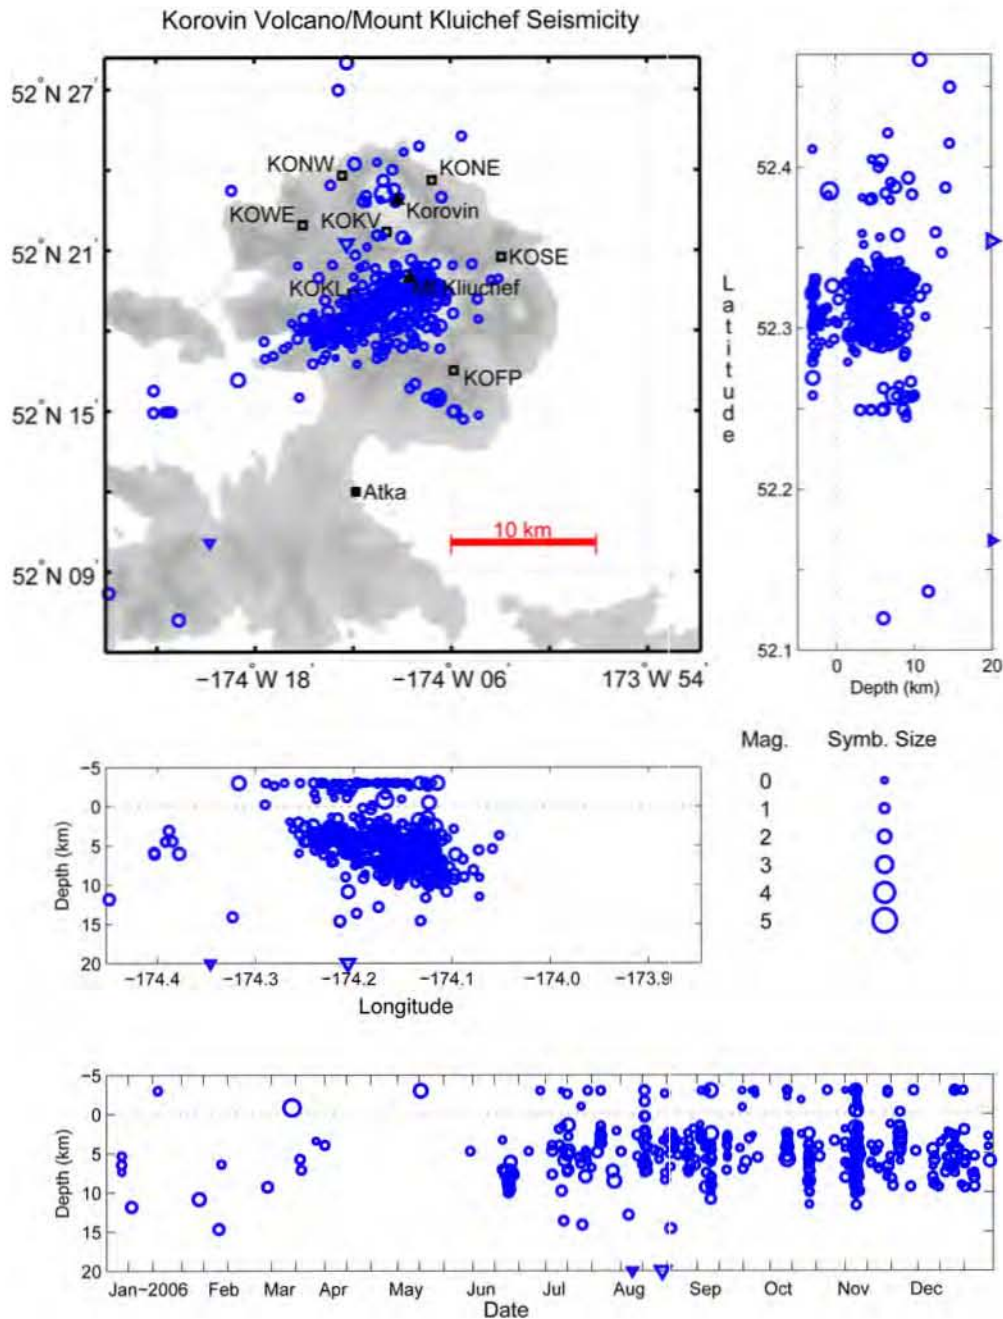 Korovin Volcano/Mount Kluichef Seismicity
52° N 27'
52° N 21'
52° N 15'
52° N 09'
KONW
KONE
KOWE
KOKV
Korovin
KOSE
KOKL
Kliuchef
KOFP
Atka
10 km
−174° W 18'
−174° W 06'
173° W 54'
Latitude
52.4
52.3
52.2
52.1
0 10 20
Depth (km)
Mag. Symb. Size
0
1
2
3
4
5
−5
0
5
10
15
20
Depth (km)
−174.4 −174.3 −174.2 −174.1 −174.0 −173.9
Longitude
−5
0
5
10
15
20
Depth (km)
Jan−2006 Feb Mar Apr May Jun Jul Aug Sep Oct Nov Dec
Date